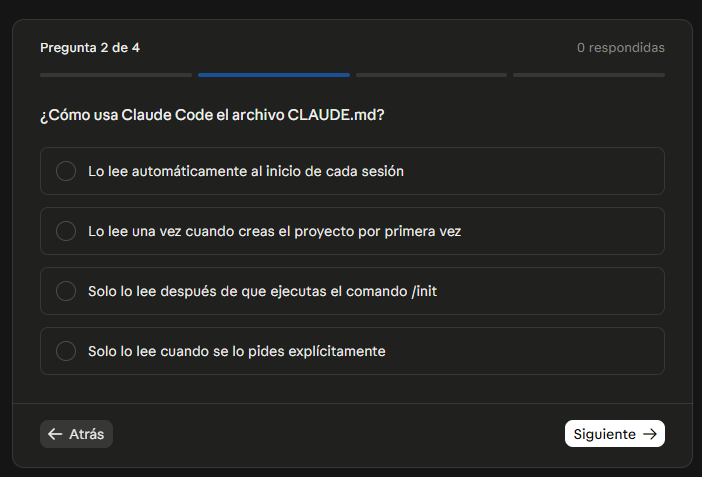 Pregunta 2 de 4
0 respondidas
¿Cómo usa Claude Code el archivo CLAUDE.md?
Lo lee automáticamente al inicio de cada sesión
Lo lee una vez cuando creas el proyecto por primera vez
Solo lo lee después de que ejecutas el comando /init
Solo lo lee cuando se lo pides explícitamente
← Atrás
Siguiente →